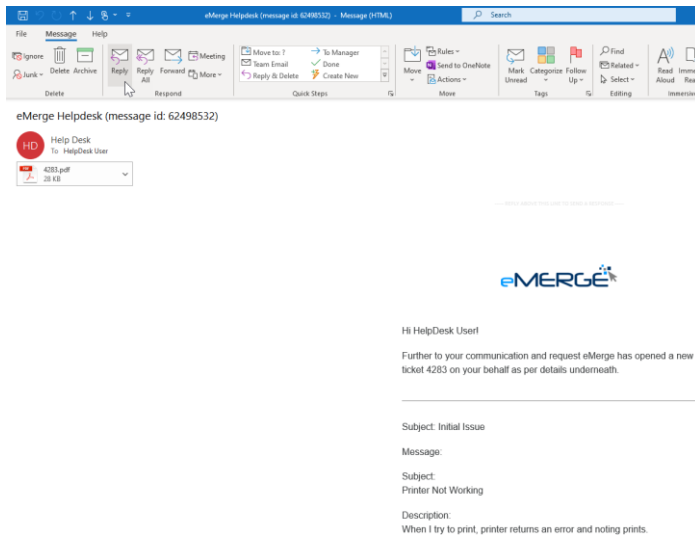 eMerge Helpdesk (message id: 62498532) - Message (HTML)
Search
File Message Help
Ignore
Junk
Delete Archive
Reply
Reply All
Forward
Meeting
More
Move to: ?
Team Email
Reply & Delete
To Manager
Done
Create New
Move
Rules
Send to OneNote
Actions
Mark Unread
Categorize
Follow Up
Find
Related
Select
Read Aloud
Delete Respond Quick Steps Move Tags Editing
eMerge Helpdesk (message id: 62498532)
HD
Help Desk
To HelpDesk User
PDF
4283.pdf
28 KB
eMERGE
Hi HelpDesk User!
Further to your communication and request eMerge has opened a new
ticket 4283 on your behalf as per details underneath.
Subject: Initial Issue
Message:
Subject:
Printer Not Working
Description:
When I try to print, printer returns an error and noting prints.